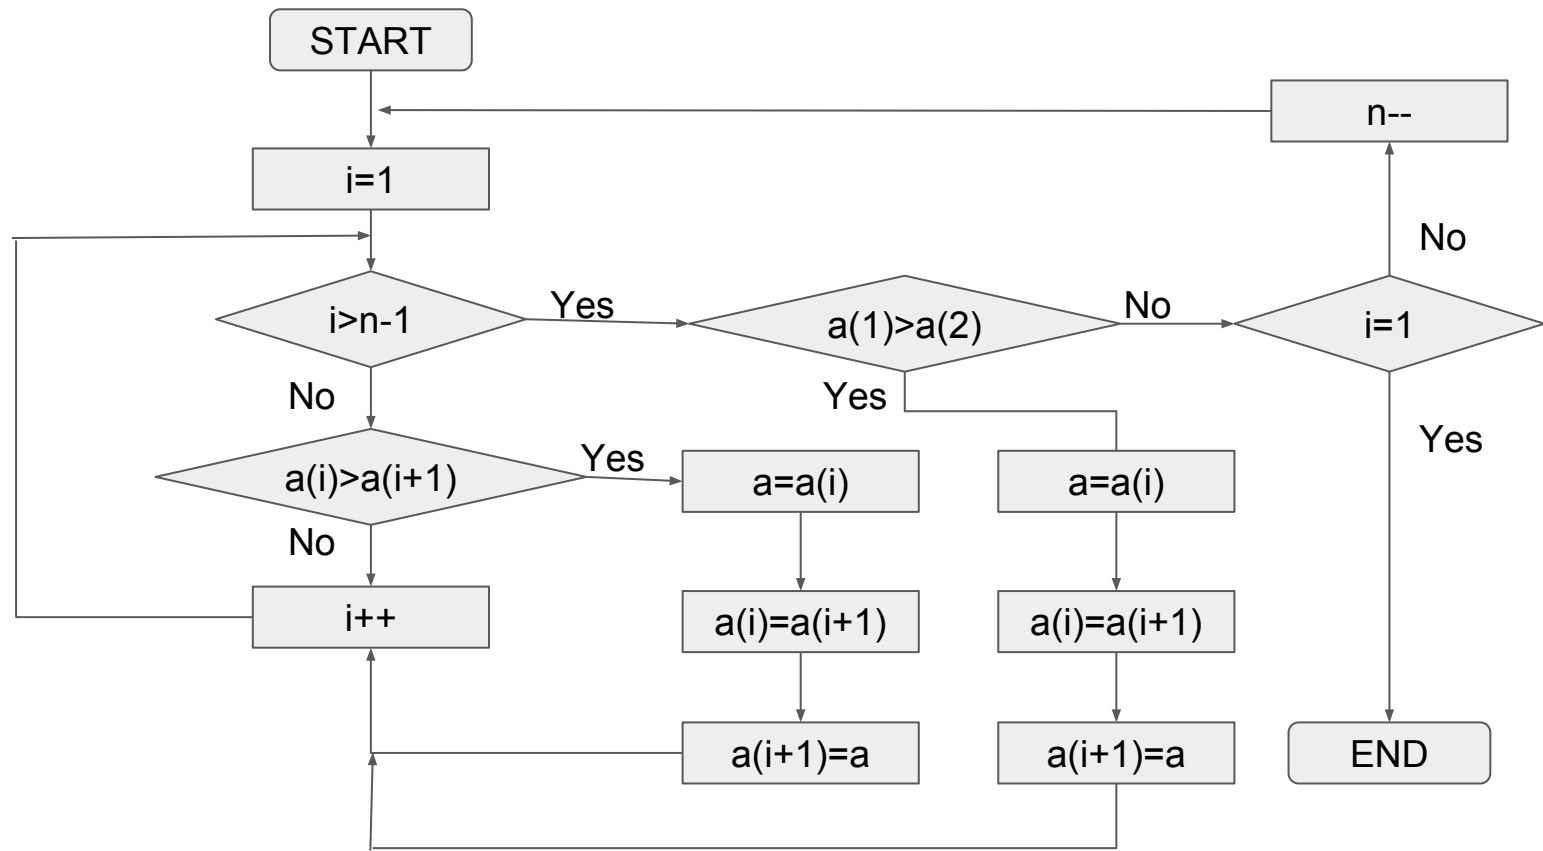 START
n--
i=1
No
i>n-1
Yes
a(1)>a(2)
No
i=1
No
Yes
Yes
a(i)>a(i+1)
Yes
a=a(i)
a=a(i)
No
i++
a(i)=a(i+1)
a(i)=a(i+1)
a(i+1)=a
a(i+1)=a
END